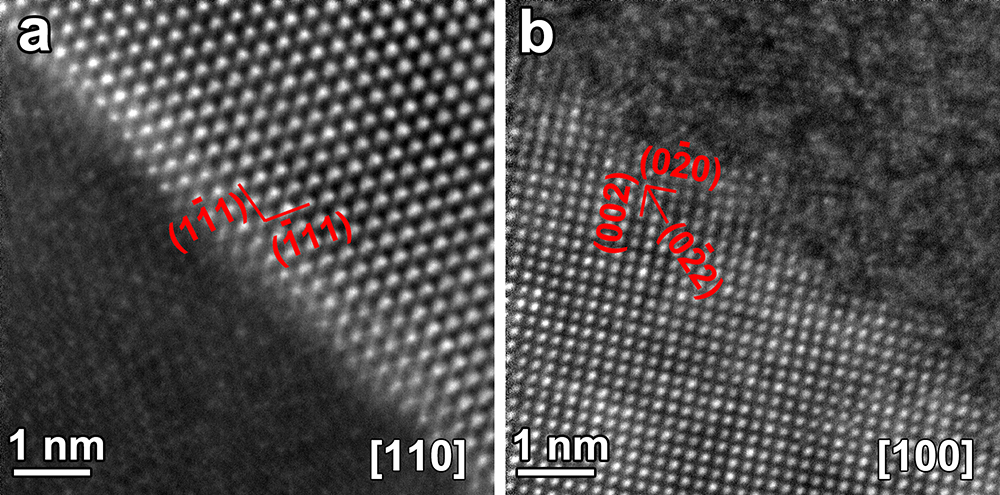 a
(11̄1)
(1̄11)
1 nm
[110]
b
(02̄0)
(002)
(02̄2)
1 nm
[100]